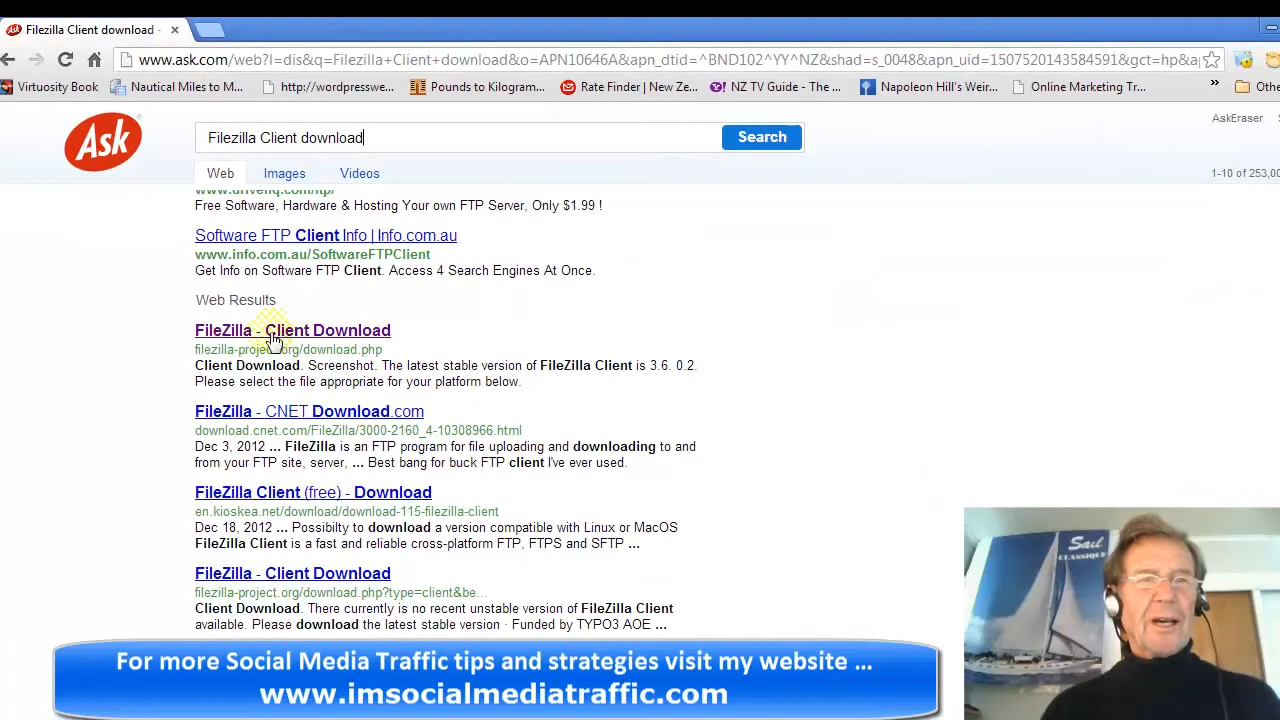 Filezilla Client download -
www.ask.com/web?l=dis&q=Filezilla+Client+download&o=APN10646A&apn_dtid=^BND102^YY^NZ&shad=s_0048&apn_uid=1507520143584591&gct=hp&a
Virtuosity Book
Nautical Miles to M...
http://wordpresswe...
Pounds to Kilogram...
Rate Finder | New Ze...
NZ TV Guide - The ...
Napoleon Hill's Weir...
Online Marketing Tr...
»
Othe
Ask
Filezilla Client download
Search
AskEraser
Web
Images
Videos
1-10 of 253,00
Free Software, Hardware & Hosting Your own FTP Server, Only $1.99 !
Software FTP Client Info | Info.com.au
www.info.com.au/SoftwareFTPClient
Get Info on Software FTP Client. Access 4 Search Engines At Once.
Web Results
FileZilla - Client Download
filezilla-project.org/download.php
Client Download. Screenshot. The latest stable version of FileZilla Client is 3.6. 0.2.
Please select the file appropriate for your platform below.
FileZilla - CNET Download.com
download.cnet.com/FileZilla/3000-2160_4-10308966.html
Dec 3, 2012 ... FileZilla is an FTP program for file uploading and downloading to and
from your FTP site, server, ... Best bang for buck FTP client I've ever used.
FileZilla Client (free) - Download
en.kioskea.net/download/download-115-filezilla-client
Dec 18, 2012 ... Possibilty to download a version compatible with Linux or MacOS
FileZilla Client is a fast and reliable cross-platform FTP, FTPS and SFTP ...
FileZilla - Client Download
filezilla-project.org/download.php?type=client&be...
Client Download. There currently is no recent unstable version of FileZilla Client
available. Please download the latest stable version · Funded by TYPO3 AOE ...
Sail
CLASSIQUE
For more Social Media Traffic tips and strategies visit my website ...
www.imsocialmediatraffic.com